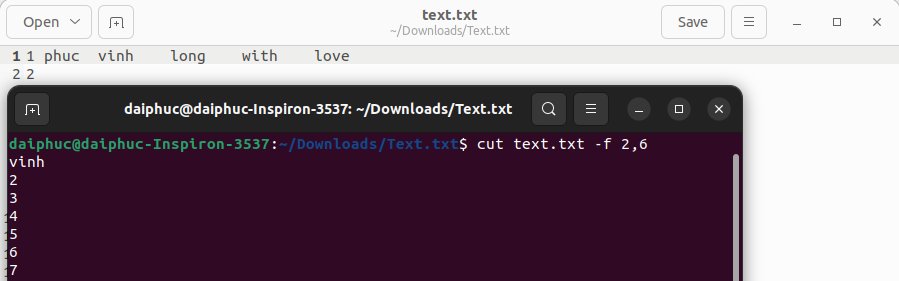 Open
text.txt
~/Downloads/Text.txt
Save
1 1 phuc vinh long with love
2 2
daiphuc@daiphuc-Inspiron-3537: ~/Downloads/Text.txt
daiphuc@daiphuc-Inspiron-3537:~/Downloads/Text.txt$ cut text.txt -f 2,6
vinh
2
3
4
5
6
7